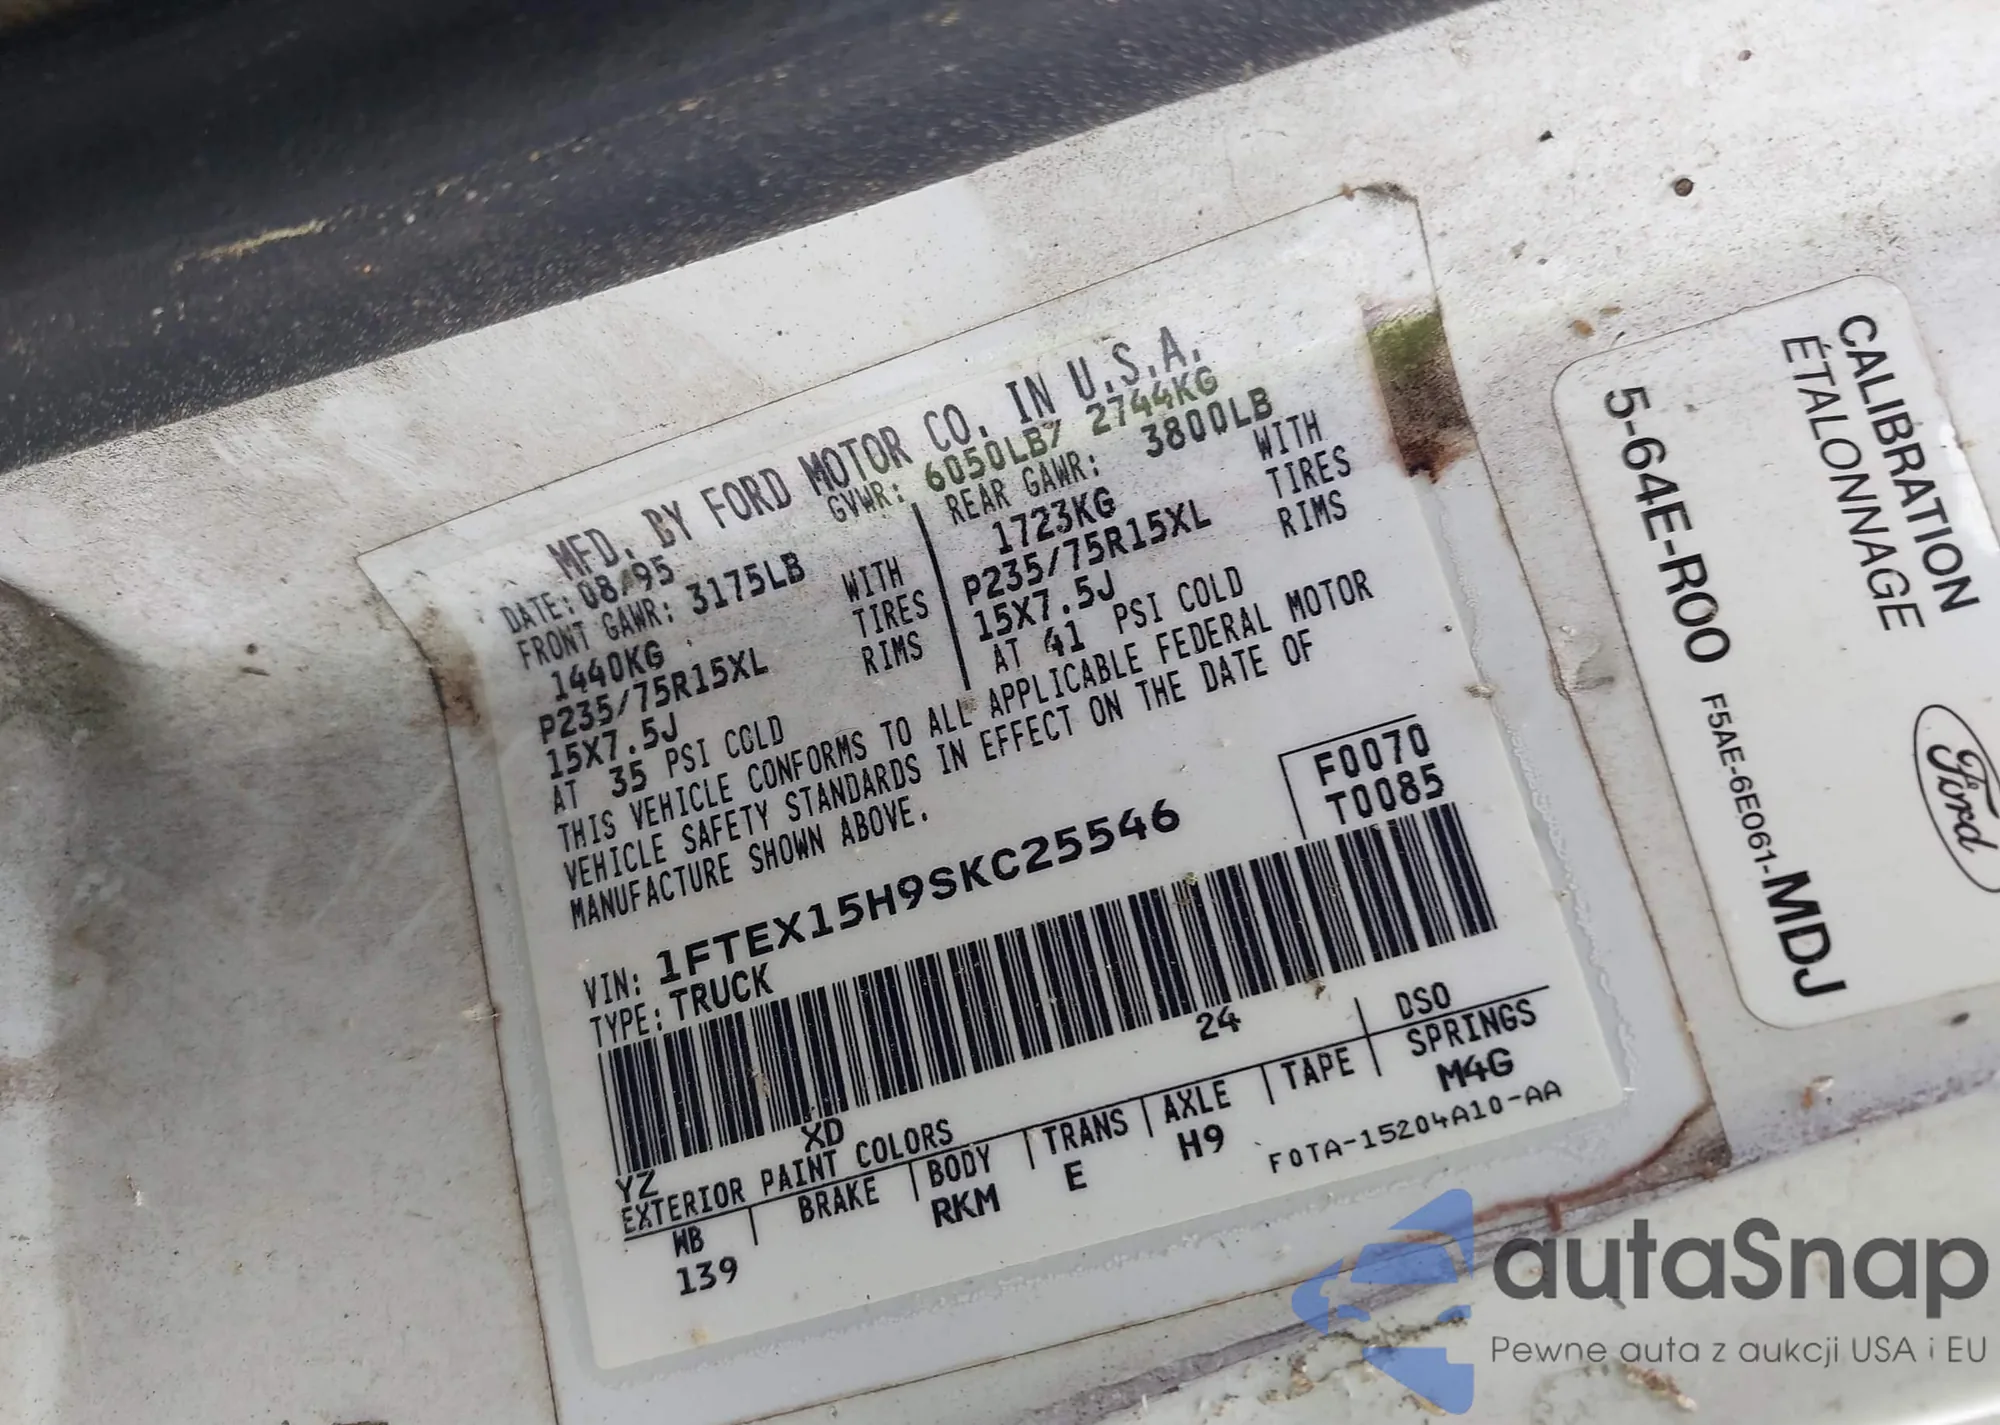 MFD. BY FORD MOTOR CO. IN U.S.A.
DATE: 08/95
GVWR: 6050LB/ 2744KG
FRONT GAWR: 3175LB
1440KG
WITH
P235/75R15XL
TIRES
15X7.5J
RIMS
AT 35 PSI COLD
REAR GAWR: 3800LB
1723KG
WITH
P235/75R15XL
TIRES
15X7.5J
RIMS
AT 41 PSI COLD
THIS VEHICLE CONFORMS TO ALL APPLICABLE FEDERAL MOTOR
VEHICLE SAFETY STANDARDS IN EFFECT ON THE DATE OF
MANUFACTURE SHOWN ABOVE.
F0070
T0085
VIN: 1FTEX15H9SKC25546
TYPE: TRUCK
YZ XD 24
EXTERIOR PAINT COLORS DSO
WB BRAKE BODY TRANS AXLE TAPE SPRINGS
139 RKM E H9 M4G
F0TA-15204A10-AA
CALIBRATION
ÉTALONNAGE
5-64E-R00
F5AE-6E061-MDJ
Ford
autaSnap
Pewne auta z aukcji USA i EU